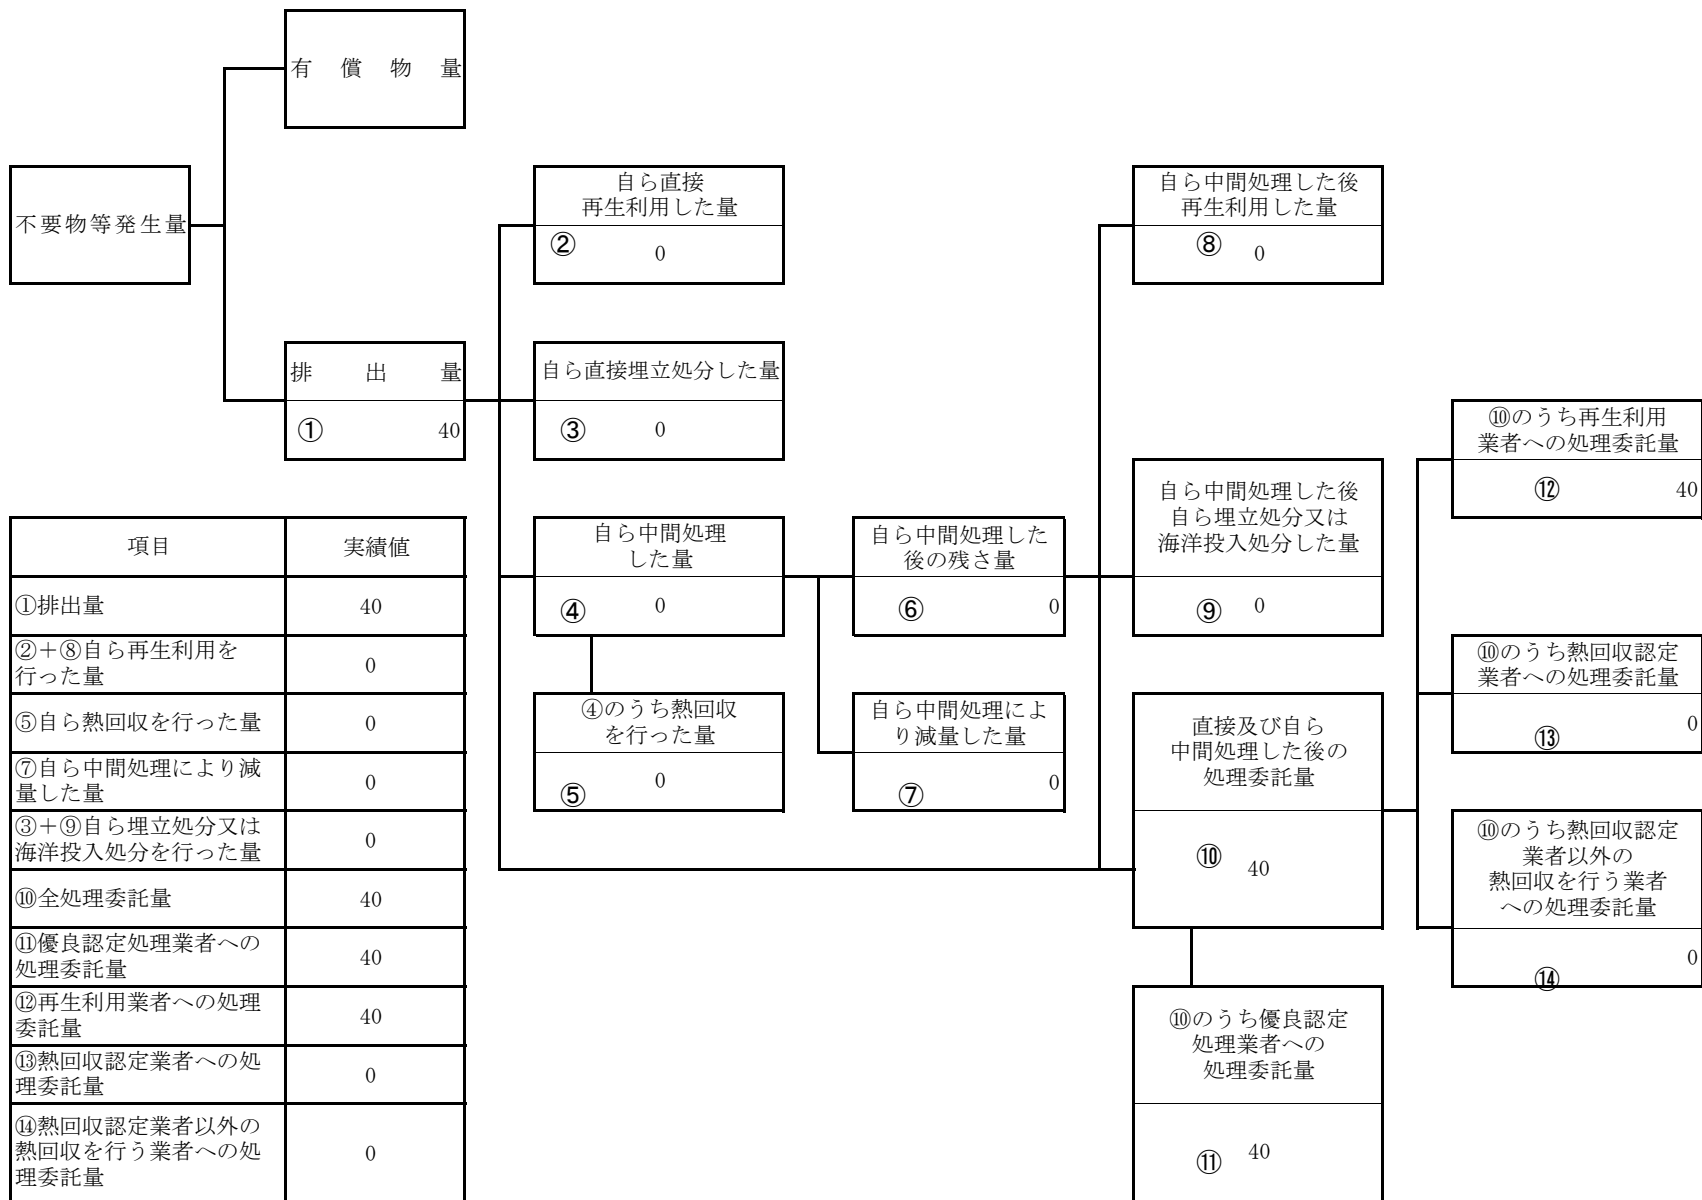 有償物量
不要物等発生量
自ら直接
再生利用した量
② 0
自ら中間処理した後
再生利用した量
⑧ 0
排出量
① 40
自ら直接埋立処分した量
③ 0
⑩のうち再生利用
業者への処理委託量
⑫ 40
自ら中間処理した後
自ら埋立処分又は
海洋投入処分した量
⑨ 0
自ら中間処理
した量
④ 0
自ら中間処理した
後の残さ量
⑥ 0
⑩のうち熱回収認定
業者への処理委託量
⑬ 0
④のうち熱回収
を行った量
⑤ 0
自ら中間処理によ
り減量した量
⑦ 0
直接及び自ら
中間処理した後の
処理委託量
⑩ 40
⑩のうち熱回収認定
業者以外の
熱回収を行う業者
への処理委託量
⑭ 0
⑩のうち優良認定
処理業者への
処理委託量
⑪ 40
項目 実績値
①排出量 40
②+⑧自ら再生利用を
行った量 0
⑤自ら熱回収を行った量 0
⑦自ら中間処理により減
量した量 0
③+⑨自ら埋立処分又は
海洋投入処分を行った量 0
⑩全処理委託量 40
⑪優良認定処理業者への
処理委託量 40
⑫再生利用業者への処理
委託量 40
⑬熱回収認定業者への処
理委託量 0
⑭熱回収認定業者以外の
熱回収を行う業者への処
理委託量 0